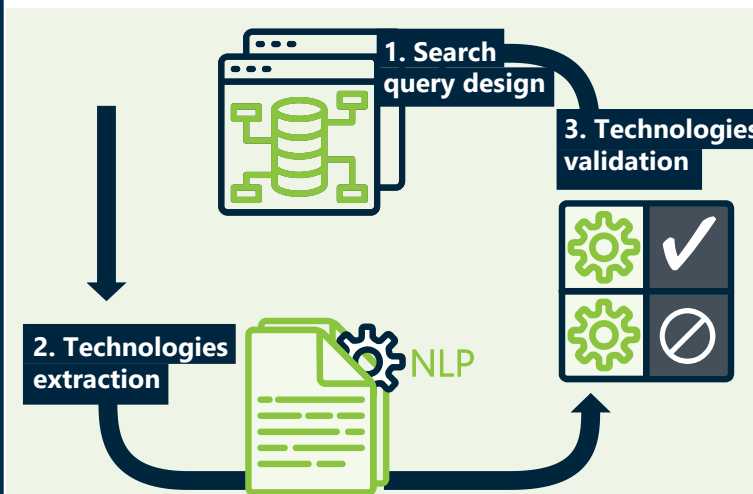 1. Search
query design
2. Technologies
extraction
NLP
3. Technologies
validation